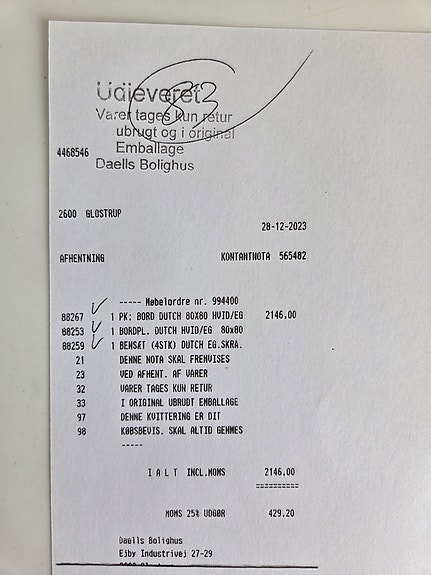 Udleveret
83
Varer tages kun retur
ubrugt og i original
Emballage
4468546
Daells Bolighus
2600 GLOSTRUP
28-12-2023
AFHENTNING KONTANTNOTA 565482
----- Møbelordre nr. 994400
88267 1 PK: BORD DUTCH 80X80 HVID/EG 2146,00
88253 1 BORDPL. DUTCH HVID/EG 80x80
88259 1 BENSÆT (4STK) DUTCH EG.SKRA.
21 DENNE NOTA SKAL FREMVISES
23 VED AFHENT. AF VARER
32 VARER TAGES KUN RETUR
33 I ORIGINAL UBRUDT EMBALLAGE
97 DENNE KVITTERING ER DIT
98 KØBSBEVIS. SKAL ALTID GEMMES
-----
I A L T INCL.MOMS 2146,00
==========
MOMS 25% UDGØR 429,20
Daells Bolighus
Ejby Industrivej 27-29